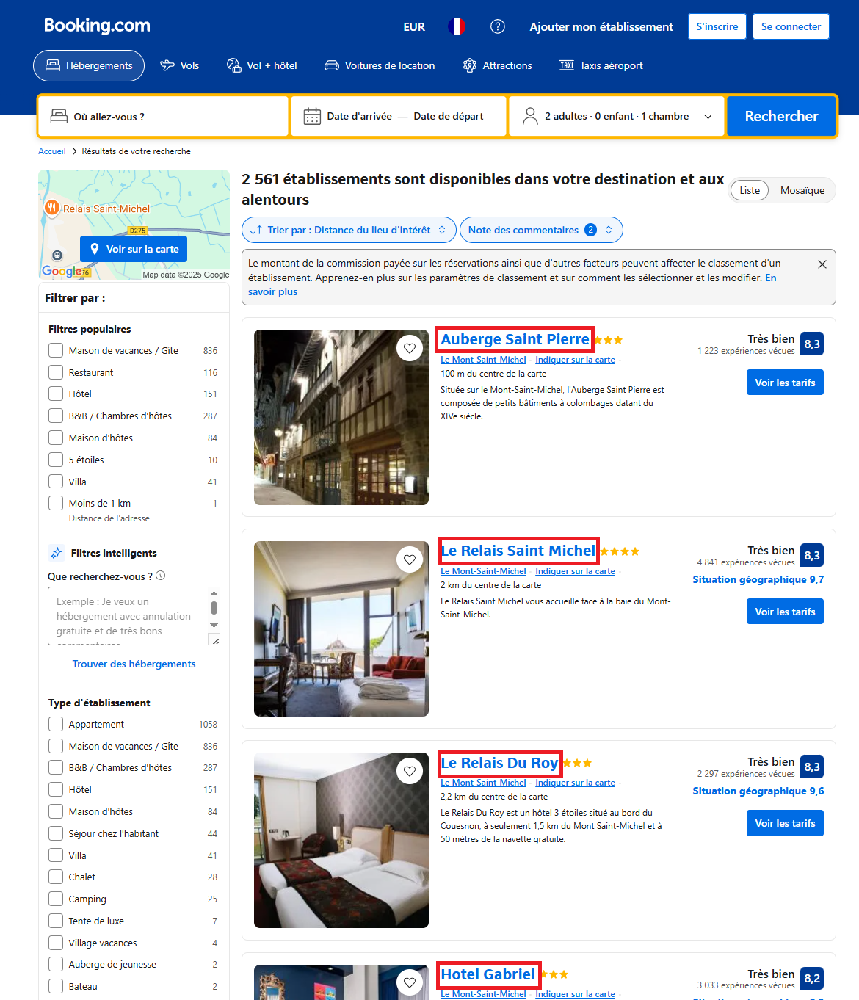 Booking.com
EUR
Ajouter mon établissement
S'inscrire
Se connecter
Hébergements
Vols
Vol + hôtel
Voitures de location
Attractions
TAXI
Taxis aéroport
Où allez-vous ?
Date d'arrivée — Date de départ
2 adultes · 0 enfant · 1 chambre
Rechercher
Accueil > Résultats de votre recherche
Relais Saint-Michel
D275
Voir sur la carte
Google
76
Map data ©2025 Google
2 561 établissements sont disponibles dans votre destination et aux
alentours
Liste
Mosaïque
Trier par : Distance du lieu d'intérêt
Note des commentaires 2
Le montant de la commission payée sur les réservations ainsi que d'autres facteurs peuvent affecter le classement d'un
établissement. Apprenez-en plus sur les paramètres de classement et sur comment les sélectionner et les modifier. En
savoir plus
Filtrer par :
Filtres populaires
Maison de vacances / Gîte 836
Restaurant 116
Hôtel 151
B&B / Chambres d'hôtes 287
Maison d'hôtes 84
5 étoiles 10
Villa 41
Moins de 1 km 1
Distance de l'adresse
Filtres intelligents
Que recherchez-vous ?
Exemple : Je veux un
hébergement avec annulation
gratuite et de très bons
commentaires
Trouver des hébergements
Type d'établissement
Appartement 1058
Maison de vacances / Gîte 836
B&B / Chambres d'hôtes 287
Hôtel 151
Maison d'hôtes 84
Séjour chez l'habitant 44
Villa 41
Chalet 28
Camping 25
Tente de luxe 7
Village vacances 4
Auberge de jeunesse 2
Bateau 2
Auberge Saint Pierre
Le Mont-Saint-Michel · Indiquer sur la carte ·
100 m du centre de la carte
Située sur le Mont-Saint-Michel, l'Auberge Saint Pierre est
composée de petits bâtiments à colombages datant du
XIVe siècle.
Très bien 8,3
1 223 expériences vécues
Voir les tarifs
Le Relais Saint Michel
Le Mont-Saint-Michel · Indiquer sur la carte ·
2 km du centre de la carte
Le Relais Saint Michel vous accueille face à la baie du Mont-
Saint-Michel.
Très bien 8,3
4 841 expériences vécues
Situation géographique 9,7
Voir les tarifs
Le Relais Du Roy
Le Mont-Saint-Michel · Indiquer sur la carte ·
2,2 km du centre de la carte
Le Relais Du Roy est un hôtel 3 étoiles situé au bord du
Couesnon, à seulement 1,5 km du Mont Saint-Michel et à
50 mètres de la navette gratuite.
Très bien 8,3
2 297 expériences vécues
Situation géographique 9,6
Voir les tarifs
Hotel Gabriel
Le Mont-Saint-Michel · Indiquer sur la carte ·
Très bien 8,2
3 033 expériences vécues